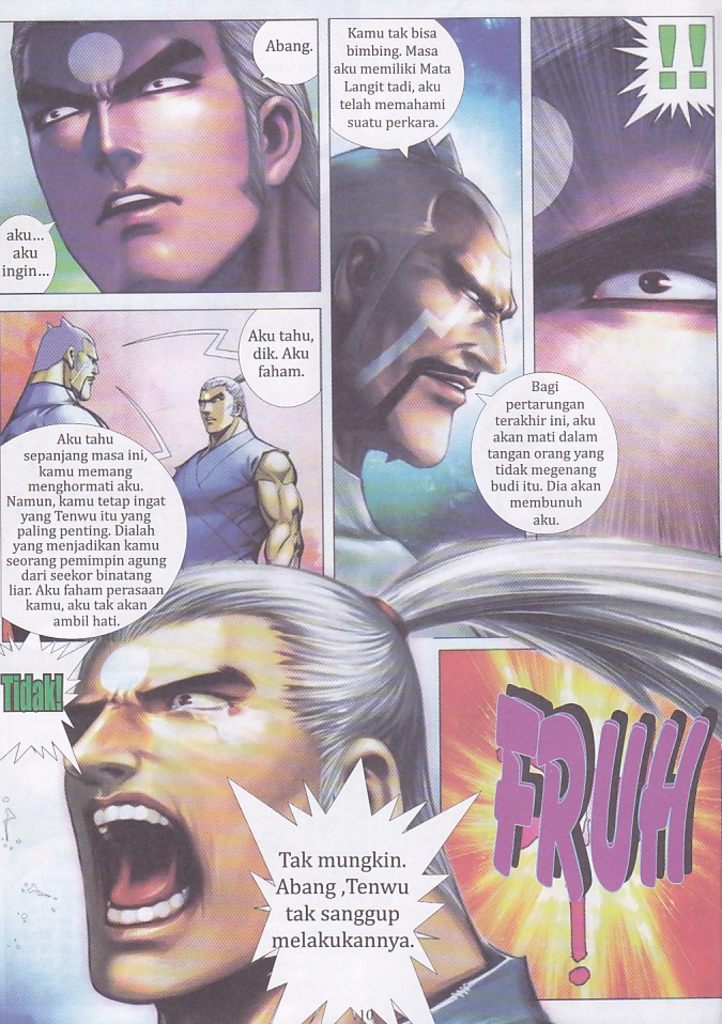 Abang.
aku...
aku
ingin...
Kamu tak bisa
bimbing. Masa
aku memiliki Mata
Langit tadi, aku
telah memahami
suatu perkara.
!!
Aku tahu,
dik. Aku
faham.
Aku tahu
sepanjang masa ini,
kamu memang
menghormati aku.
Namun, kamu tetap ingat
yang Tenwu itu yang
paling penting. Dialah
yang menjadikan kamu
seorang pemimpin agung
dari seekor binatang
liar. Aku faham perasaan
kamu, aku tak akan
ambil hati.
Bagi
pertarungan
terakhir ini, aku
akan mati dalam
tangan orang yang
tidak megenang
budi itu. Dia akan
membunuh
aku.
Tidak!
Tak mungkin.
Abang ,Tenwu
tak sanggup
melakukannya.
FRUH
!
10